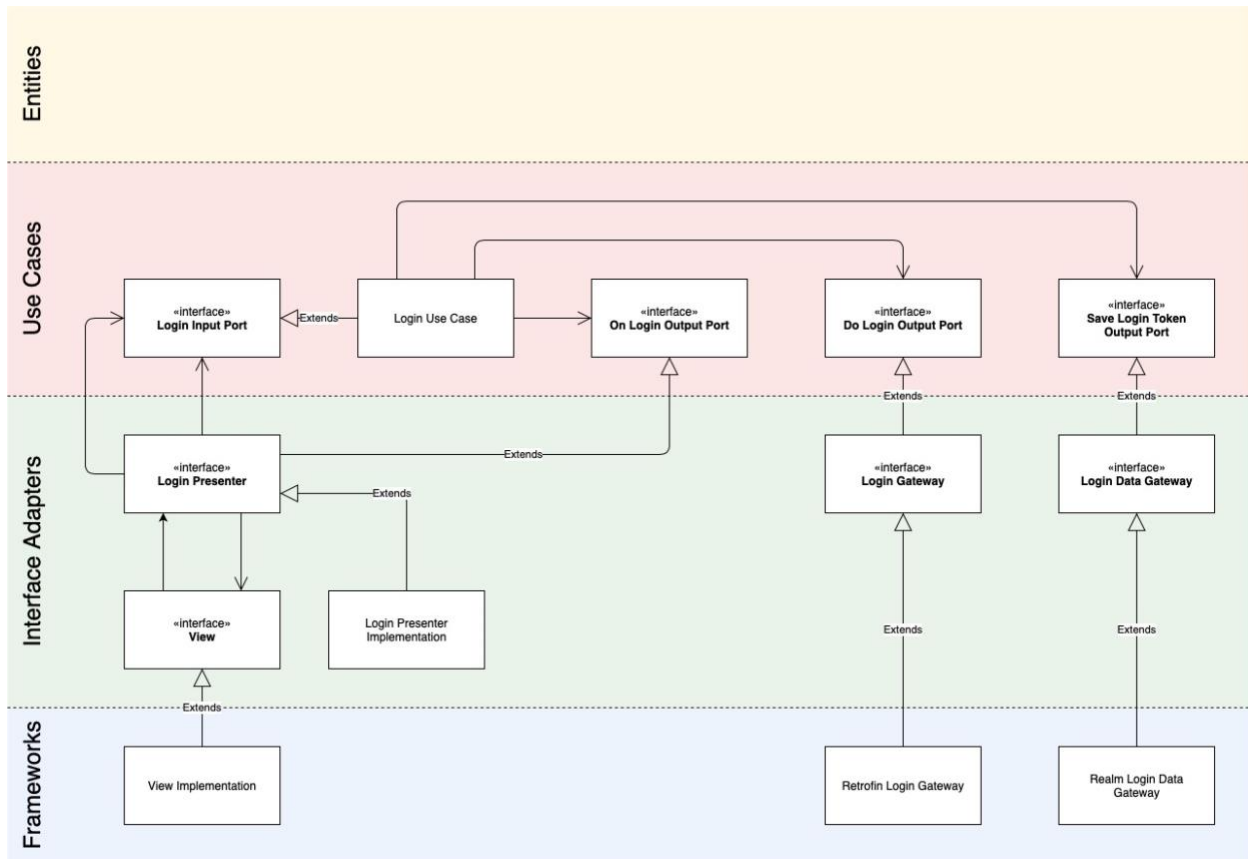 Entities
Use Cases
«interface»
Login Input Port
Extends
Login Use Case
«interface»
On Login Output Port
«interface»
Do Login Output Port
«interface»
Save Login Token
Output Port
Extends
Extends
Interface Adapters
«interface»
Login Presenter
Extends
Extends
«interface»
Login Gateway
«interface»
Login Data Gateway
«interface»
View
Login Presenter
Implementation
Extends
Extends
Extends
Frameworks
View Implementation
Retrofin Login Gateway
Realm Login Data
Gateway